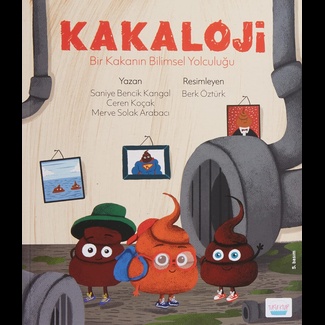 KAKALOJi
Bir Kakanın Bilimsel Yolculuğu
Yazan
Saniye Bencik Kangal
Ceren Koçak
Merve Solak Arabacı
Resimleyen
Berk Öztürk